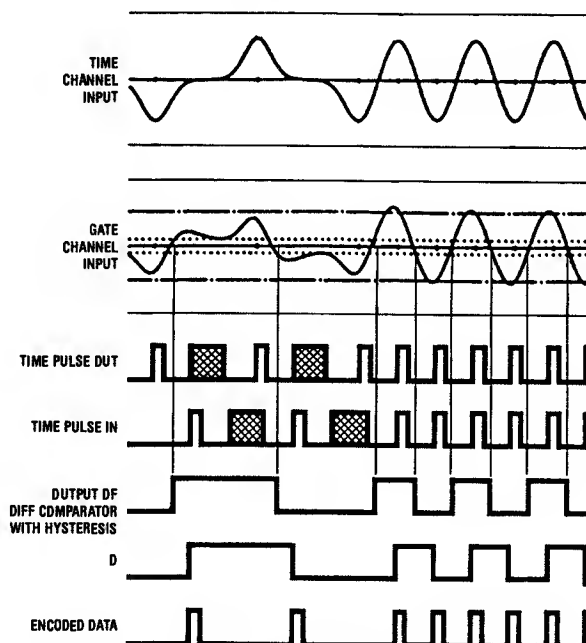 TIME
CHANNEL
INPUT
GATE
CHANNEL
INPUT
TIME PULSE DUT
TIME PULSE IN
DUTPUT DF
DIFF CDMPARATOR
WITH HYSTERESIS
D
ENCODED DATA